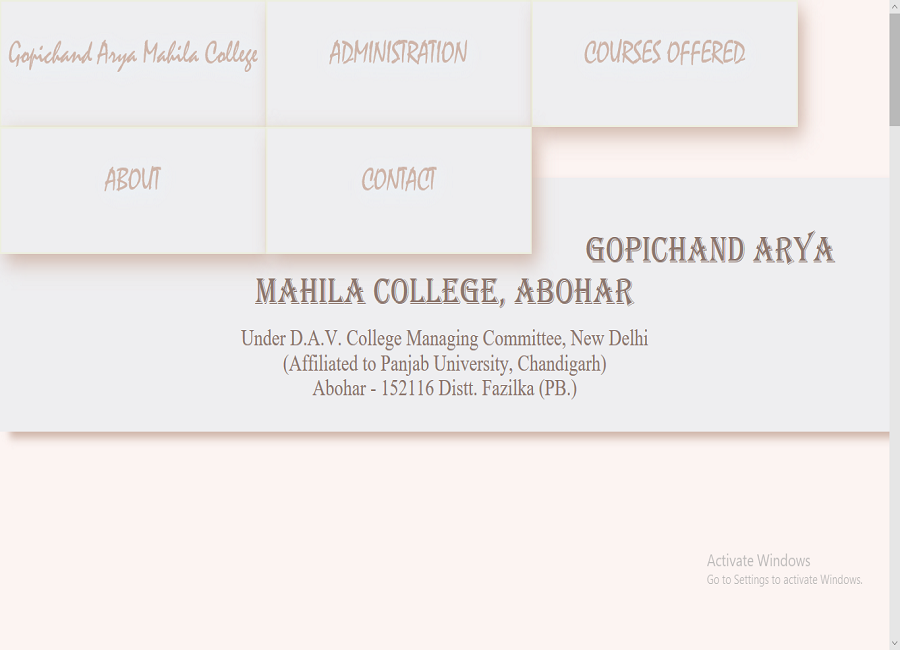 Gopichand Arya Mahila College
ADMINISTRATION
COURSES OFFERED
ABOUT
CONTACT
GOPICHAND ARYA
MAHILA COLLEGE, ABOHAR
Under D.A.V. College Managing Committee, New Delhi
(Affiliated to Panjab University, Chandigarh)
Abohar - 152116 Distt. Fazilka (PB.)
Activate Windows
Go to Settings to activate Windows.